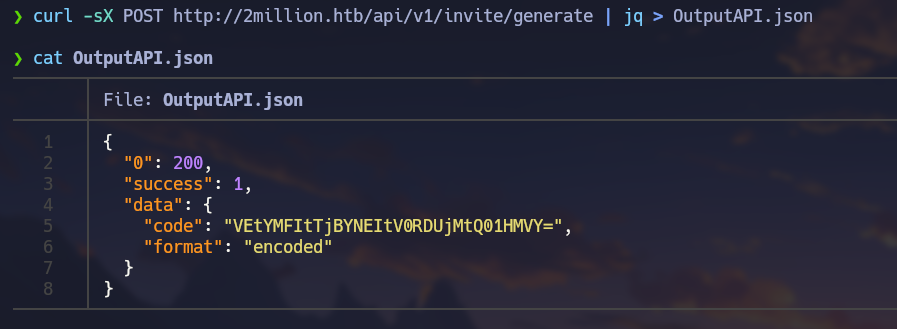 ❯ curl -sX POST http://2million.htb/api/v1/invite/generate | jq > OutputAPI.json
❯ cat OutputAPI.json
File: OutputAPI.json
1 {
2 "0": 200,
3 "success": 1,
4 "data": {
5 "code": "VEtYMFItTjBYNEItV0RDUjMtQ01HMVY=",
6 "format": "encoded"
7 }
8 }